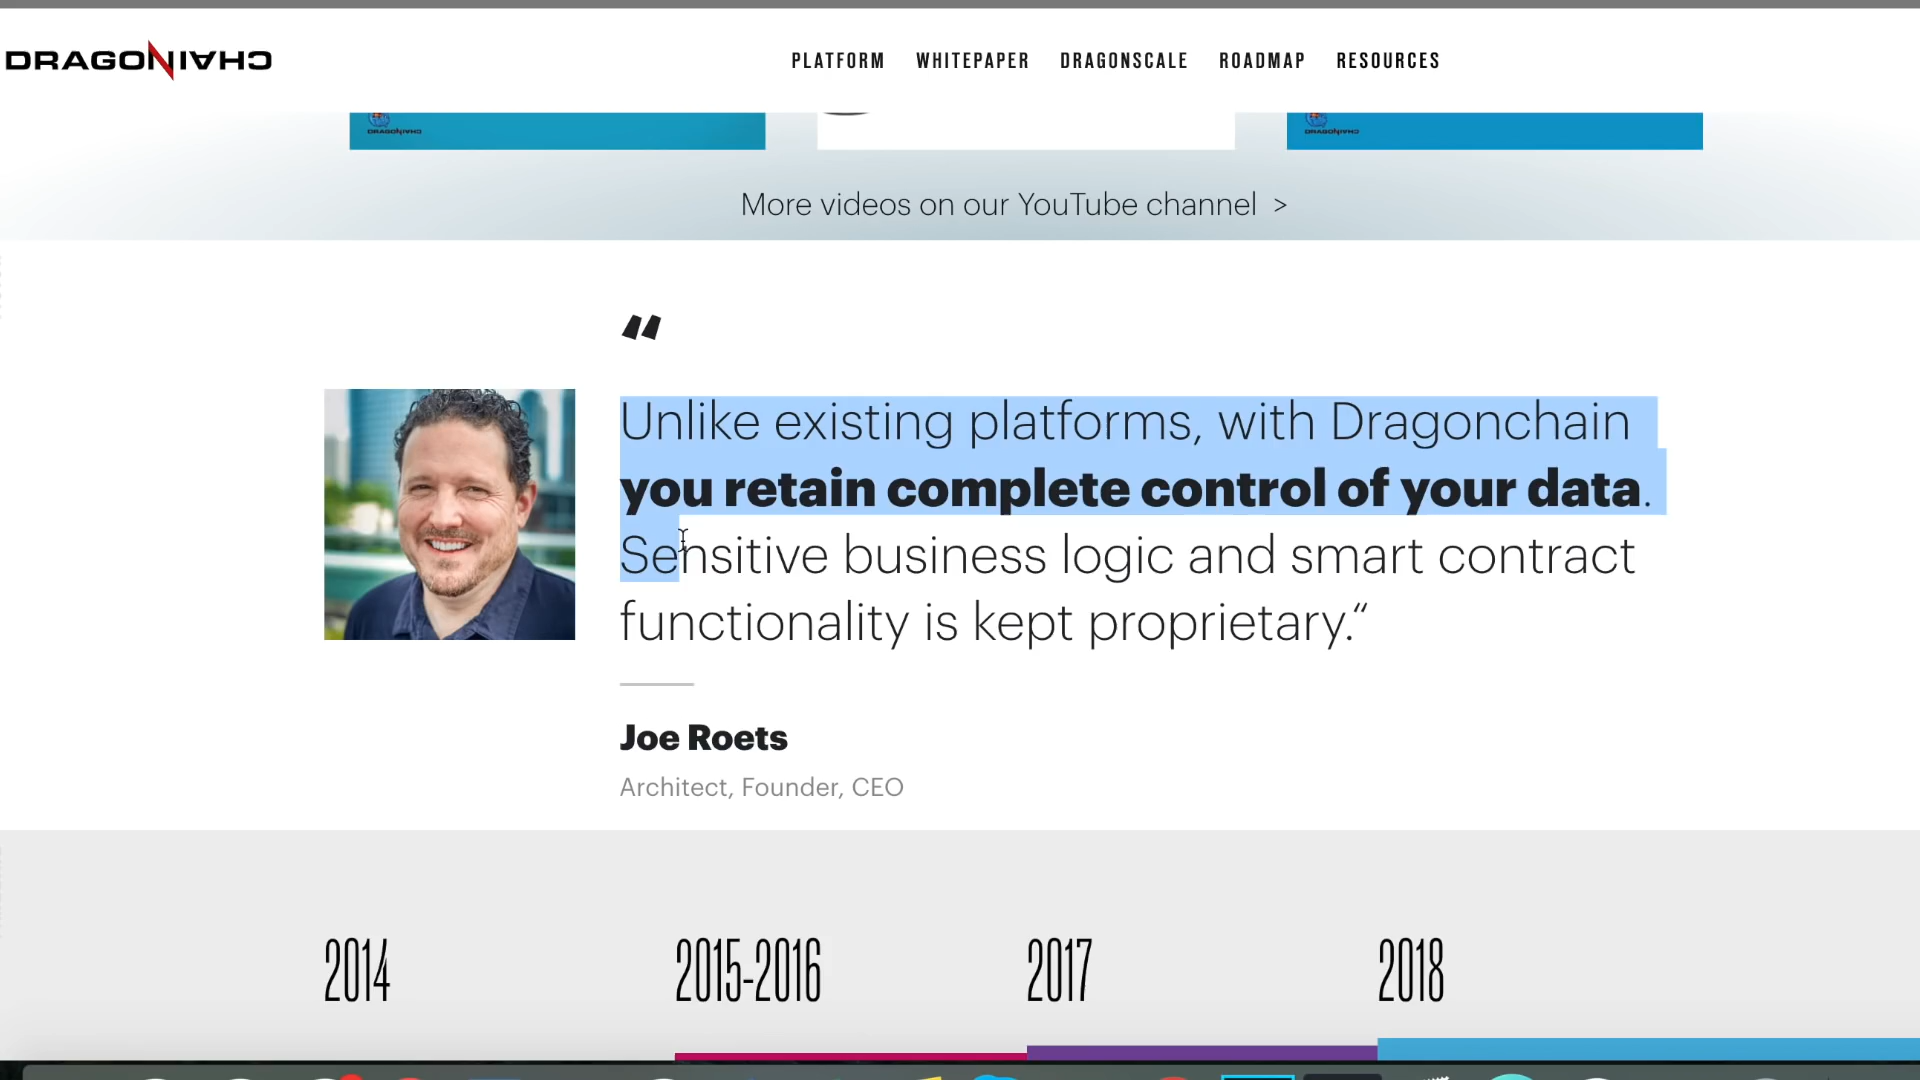 DRAGONCHAIN
PLATFORM WHITEPAPER DRAGONSCALE ROADMAP RESOURCES
DRAGONCHAIN DRAGONCHAIN
More videos on our YouTube channel >
“
Unlike existing platforms, with Dragonchain
you retain complete control of your data.
Sensitive business logic and smart contract
functionality is kept proprietary.“
Joe Roets
Architect, Founder, CEO
2014 2015-2016 2017 2018